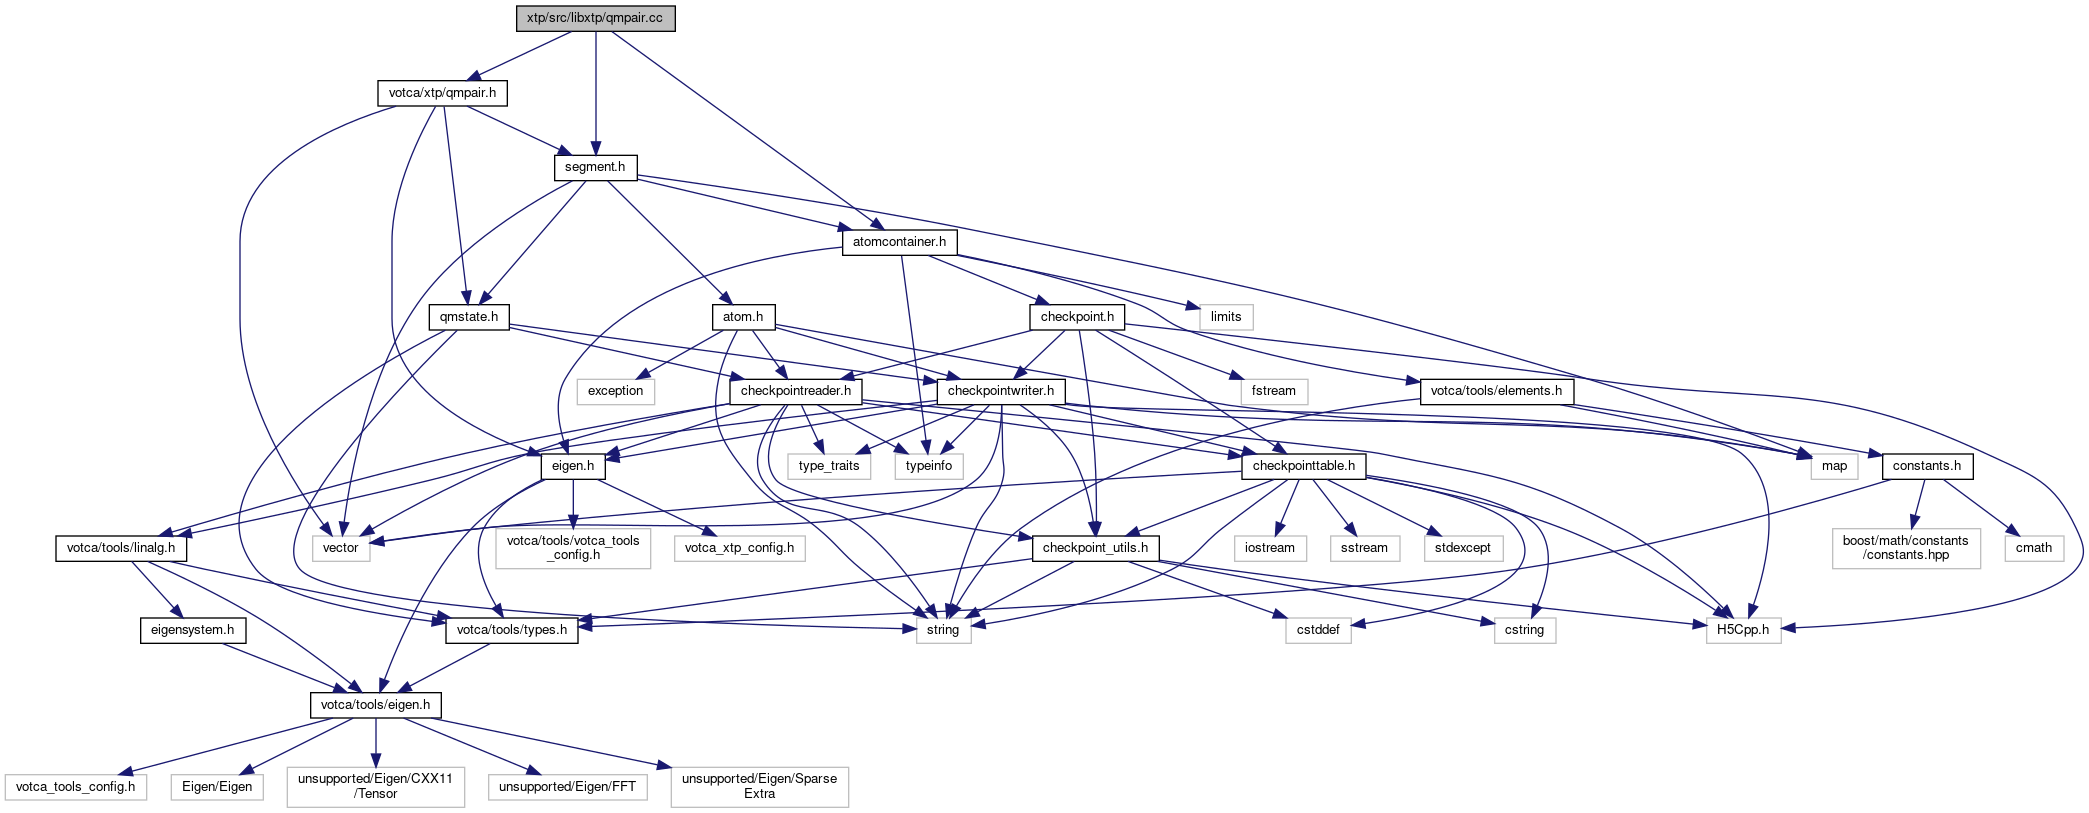 xtp/src/libxtp/qmpair.cc
votca/xtp/qmpair.h
segment.h
atomcontainer.h
qmstate.h
atom.h
checkpoint.h
limits
exception
checkpointreader.h
checkpointwriter.h
fstream
votca/tools/elements.h
eigen.h
type_traits
typeinfo
checkpointtable.h
map
constants.h
votca/tools/linalg.h
vector
votca/tools/votca_tools
_config.h
votca_xtp_config.h
checkpoint_utils.h
iostream
sstream
stdexcept
boost/math/constants
/constants.hpp
cmath
eigensystem.h
votca/tools/types.h
string
cstddef
cstring
H5Cpp.h
votca/tools/eigen.h
votca_tools_config.h
Eigen/Eigen
unsupported/Eigen/CXX11
/Tensor
unsupported/Eigen/FFT
unsupported/Eigen/Sparse
Extra